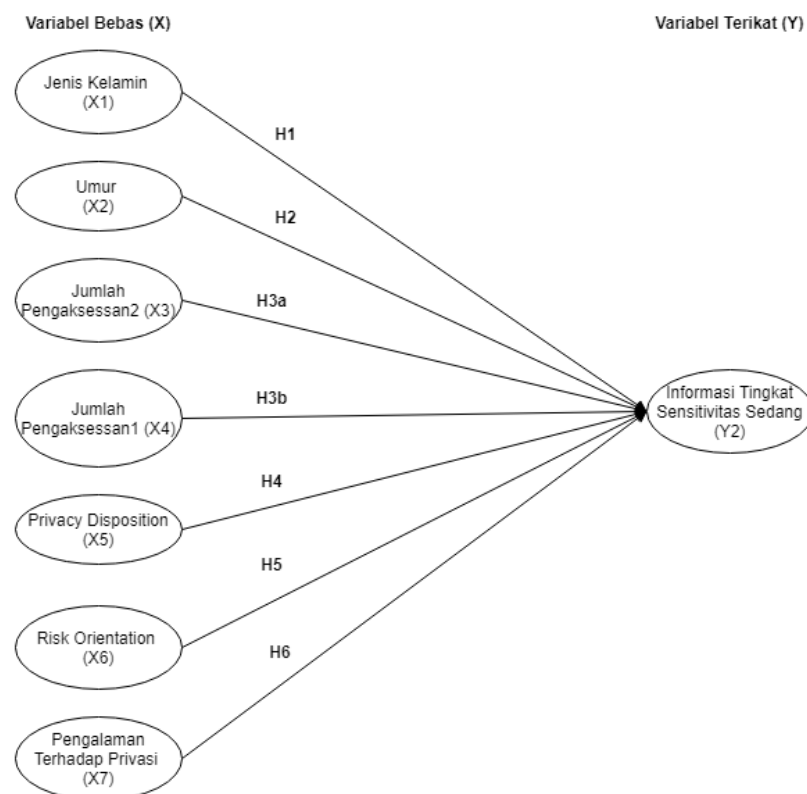 Variabel Bebas (X)
Variabel Terikat (Y)
Jenis Kelamin
(X1)
H1
Umur
(X2)
H2
Jumlah
Pengaksessan2 (X3)
H3a
Jumlah
Pengaksessan1 (X4)
H3b
Informasi Tingkat
Sensitivitas Sedang
(Y2)
Privacy Disposition
(X5)
H4
Risk Orientation
(X6)
H5
Pengalaman
Terhadap Privasi
(X7)
H6